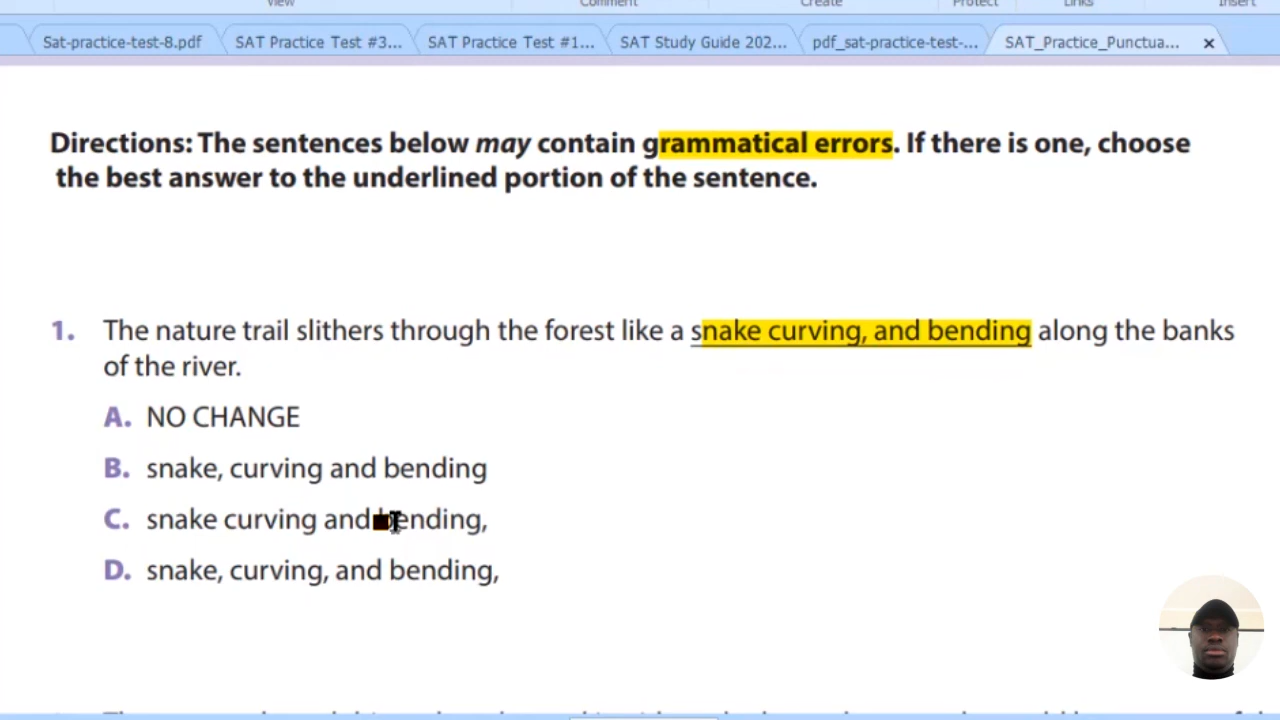 View Comment Create Protect Links Insert
Sat-practice-test-8.pdf SAT Practice Test #3... SAT Practice Test #1... SAT Study Guide 202... pdf_sat-practice-test-... SAT_Practice_Punctua...
Directions: The sentences below may contain grammatical errors. If there is one, choose
the best answer to the underlined portion of the sentence.
1. The nature trail slithers through the forest like a snake curving, and bending along the banks
of the river.
A. NO CHANGE
B. snake, curving and bending
C. snake curving and bending,
D. snake, curving, and bending,